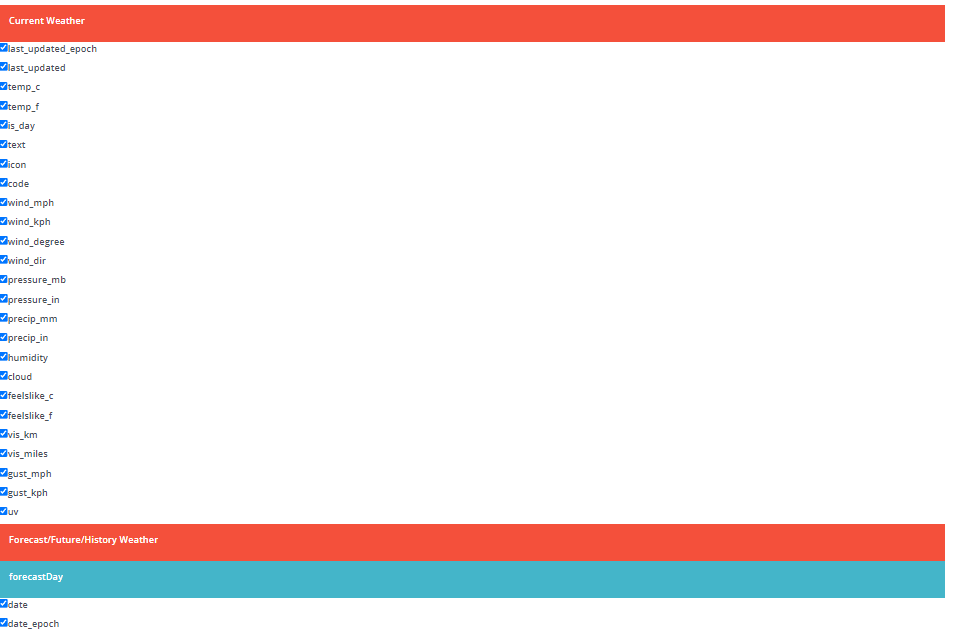 Current Weather
last_updated_epoch
last_updated
temp_c
temp_f
is_day
text
icon
code
wind_mph
wind_kph
wind_degree
wind_dir
pressure_mb
pressure_in
precip_mm
precip_in
humidity
cloud
feelslike_c
feelslike_f
vis_km
vis_miles
gust_mph
gust_kph
uv
Forecast/Future/History Weather
forecastDay
date
date_epoch